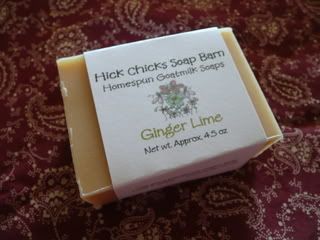 Hick Chicks Soap Barn
Homespun Goatmilk Soaps
Ginger Lime
Net wt. Approx. 4.5 oz